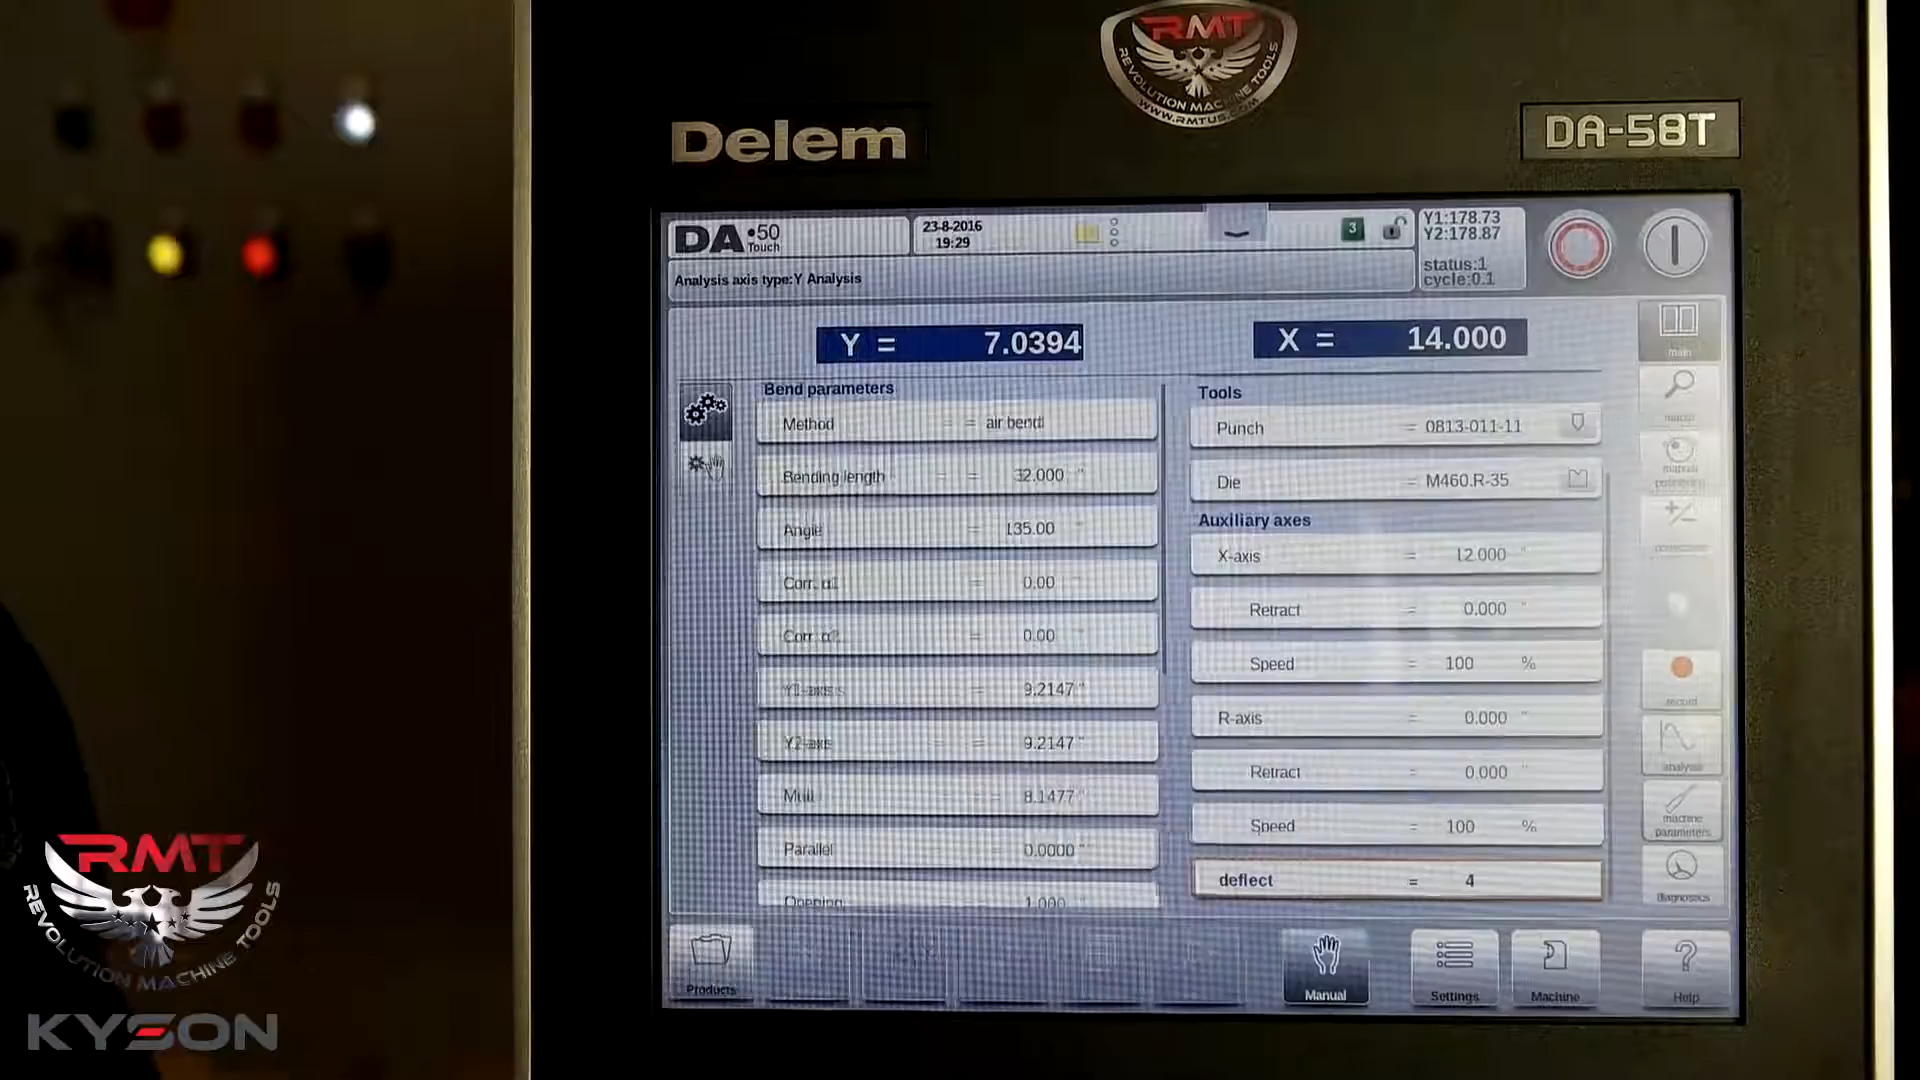 RMT
REVOLUTION MACHINE TOOLS
WWW.RMTUS.COM
Delem
DA-58T
DA •50
Touch
23-8-2016
19:29
3
Y1:178.73
Y2:178.87
status:1
cycle:0.1
Analysis axis type:Y Analysis
Y = 7.0394
X = 14.000
main
Bend parameters
Method = air bendi
Bending length = 32.000 "
Angle = 135.00 °
Corr. α1 = 0.00
Corr. α2 = 0.00
Y1-axis = 9.2147 "
Y2-axis = 9.2147 "
Mute = 8.1477 "
Parallel = 0.0000 "
Opening 1.000
Tools
Punch = 0813-011-11
Die = M460.R-35
Auxiliary axes
X-axis = 12.000 "
Retract = 0.000 "
Speed = 100 %
R-axis = 0.000 "
Retract = 0.000 "
Speed = 100 %
deflect = 4
manual
record
analysis
machine
parameters
diagnostics
Products
Manual
Settings
Machine
Help
RMT
REVOLUTION MACHINE TOOLS
KYSON